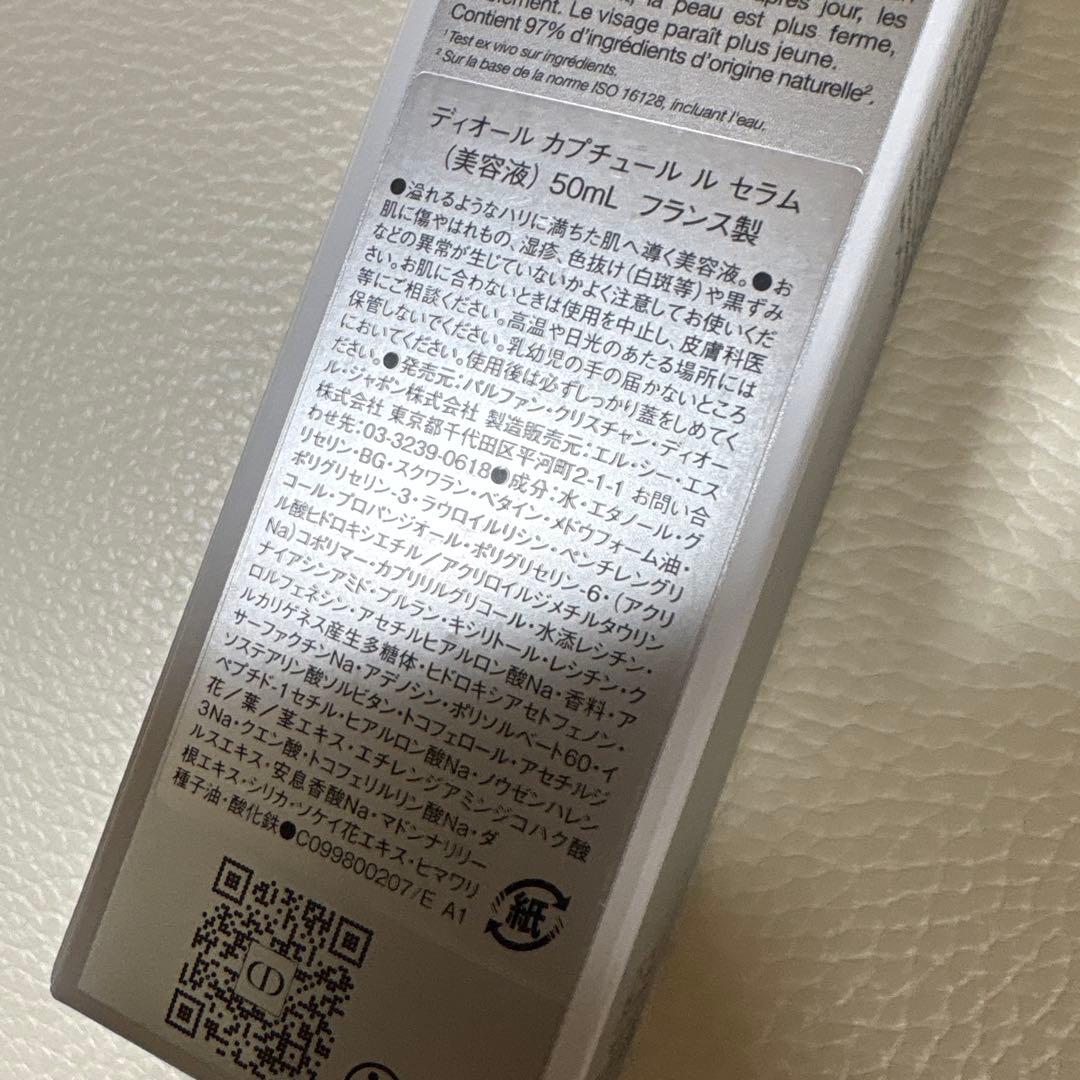 après jour, les
la peau est plus ferme,
Le visage paraît plus jeune.
Contient 97% d'ingrédients d'origine naturelle².
¹Test ex vivo sur ingrédients.
²Sur la base de la norme ISO 16128, incluant l'eau.
ディオール カプチュール ル セラム
(美容液) 50mL フランス製
●溢れるようなハリに満ちた肌へ導く美容液。●お
肌に傷やはれもの、湿疹、色抜け(白斑等)や黒ずみ
などの異常が生じていないかよく注意してお使いくだ
さい。お肌に合わないときは使用を中止し、皮膚科医
等にご相談ください。高温や日光のあたる場所には
保管しないでください。乳幼児の手の届かないところ
においてください。使用後は必ずしっかり蓋をしめてく
ださい。●発売元：パルファン・クリスチャン・ディオー
ル・ジャポン株式会社 製造販売元：エル・シー・エス
株式会社 東京都千代田区平河町2-1-1 お問い合
わせ先：03-3239-0618●成分：水・エタノール・グ
リセリン・BG・スクワラン・ベタイン・メドウフォーム油・
ポリグリセリン-3・ラウロイルリシン・ペンチレングリ
コール・プロパンジオール・ポリグリセリン-6・(アクリ
ル酸ヒドロキシエチル/アクリロイルジメチルタウリン
Na)コポリマー・カプリリルグリコール・水添レシチン・
ナイアシンアミド・プルラン・キシリトール・レシチン・ク
ロルフェネシン・アセチルヒアルロン酸Na・香料・ア
ルカリゲネス産生多糖体・ヒドロキシアセトフェノン・
サーファクチンNa・アデノシン・ポリソルベート60・イ
ソステアリン酸ソルビタン・トコフェロール・アセチルジ
ペプチド-1セチル・ヒアルロン酸Na・ノウゼンハレン
花/葉/茎エキス・エチレンジアミンジコハク酸
3Na・クエン酸・トコフェリルリン酸Na・ダ
ルスエキス・安息香酸Na・マドンナリリー
根エキス・シリカ・ソケイ花エキス・ヒマワリ
種子油・酸化鉄●C099800207/E A1
紙